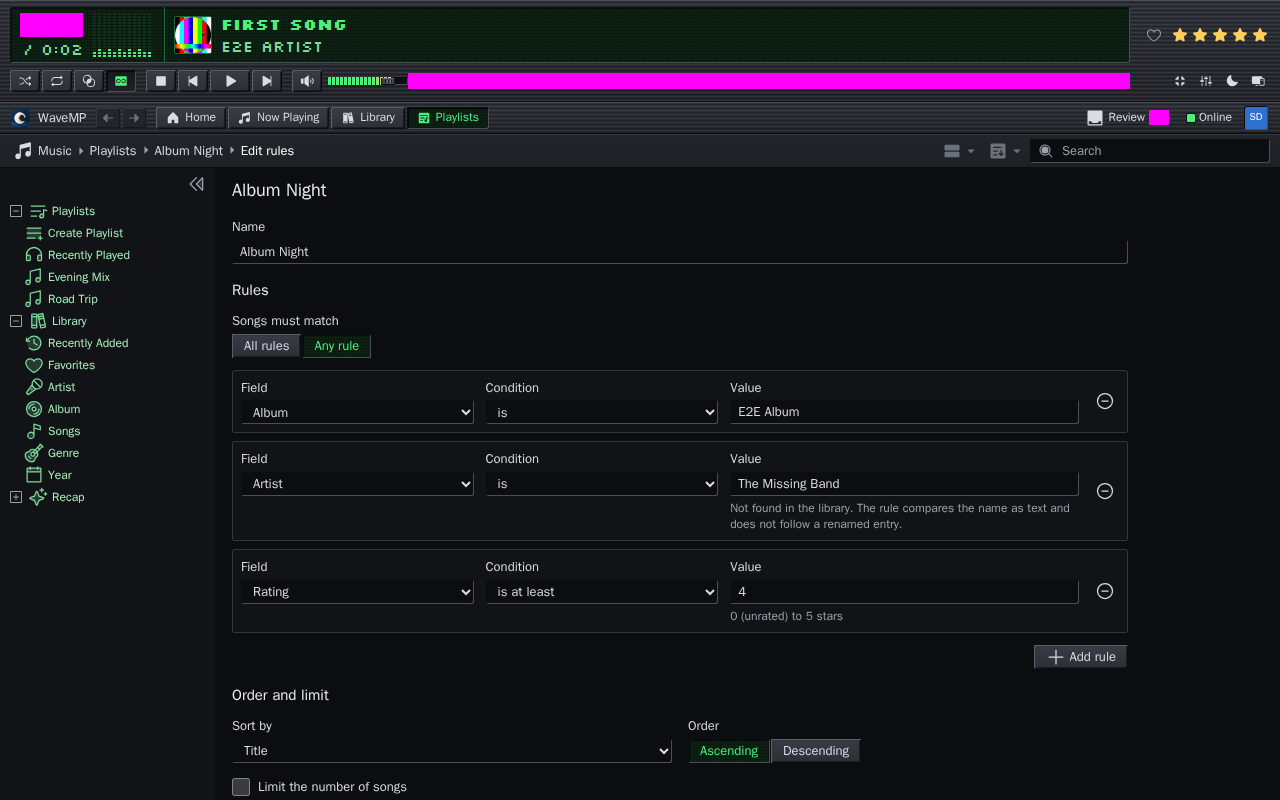 FIRST SONG
/ 0:02
E2E ARTIST
WaveMP
Home
Now Playing
Library
Playlists
Review
Online
SD
Music
Playlists
Album Night
Edit rules
Search
Playlists
Create Playlist
Recently Played
Evening Mix
Road Trip
Library
Recently Added
Favorites
Artist
Album
Songs
Genre
Year
Recap
Album Night
Name
Album Night
Rules
Songs must match
All rules
Any rule
Field
Condition
Value
Album
is
E2E Album
Field
Condition
Value
Artist
is
The Missing Band
Not found in the library. The rule compares the name as text and
does not follow a renamed entry.
Field
Condition
Value
Rating
is at least
4
0 (unrated) to 5 stars
Add rule
Order and limit
Sort by
Order
Title
Ascending
Descending
Limit the number of songs